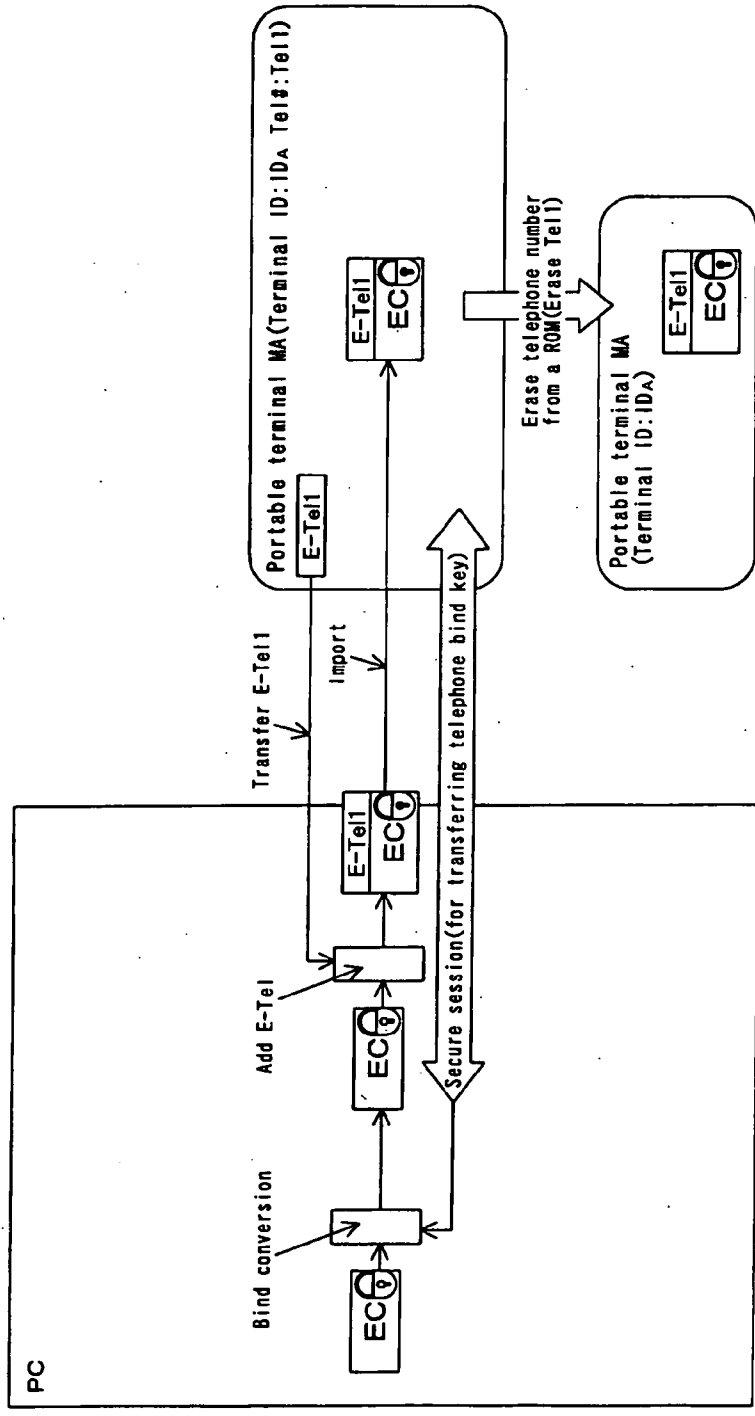 PC
Bind conversion
EC
EC
Add E-Tel
E-Tel1
EC
Transfer E-Tel1
Import
Secure session(for transferring telephone bind key)
Portable terminal MA(Terminal ID:IDA Tel#:Tel1)
E-Tel1
E-Tel1
EC
Erase telephone number
from a ROM(Erase Tel1)
Portable terminal MA
(Terminal ID:IDA)
E-Tel1
EC